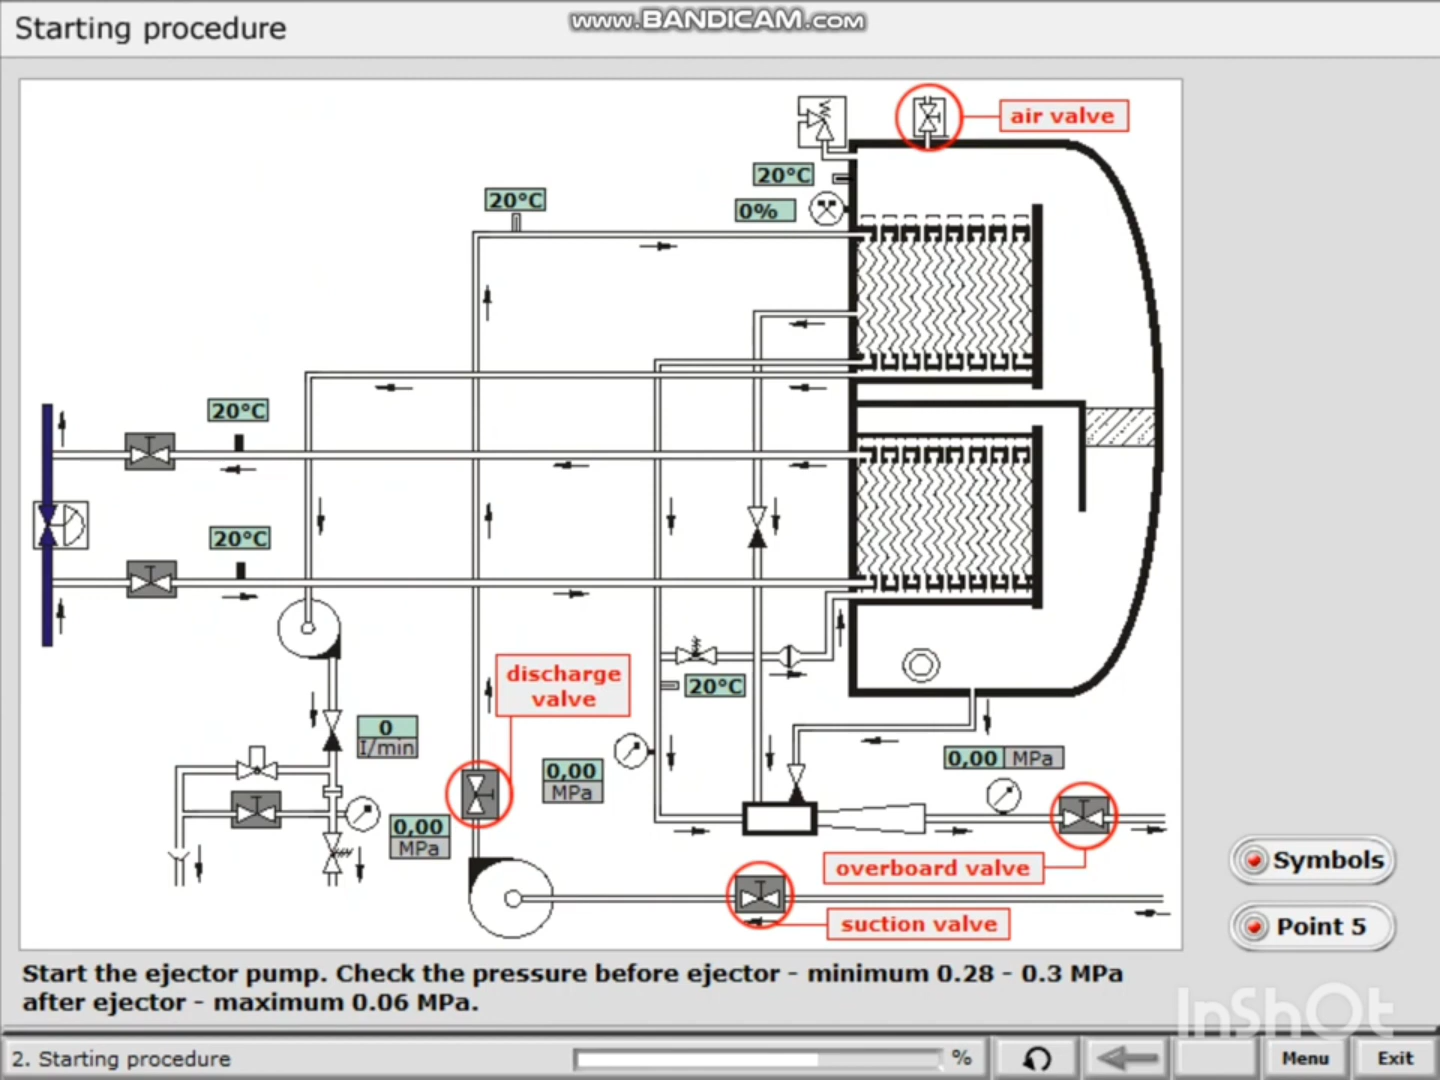 www.BANDICAM.com
Starting procedure
air valve
20°C
0%
20°C
20°C
20°C
discharge
valve
20°C
0
I/min
0,00
MPa
0,00
MPa
0,00 MPa
overboard valve
suction valve
Symbols
Point 5
Start the ejector pump. Check the pressure before ejector - minimum 0.28 - 0.3 MPa
after ejector - maximum 0.06 MPa.
InShOt
2. Starting procedure
%
Menu
Exit